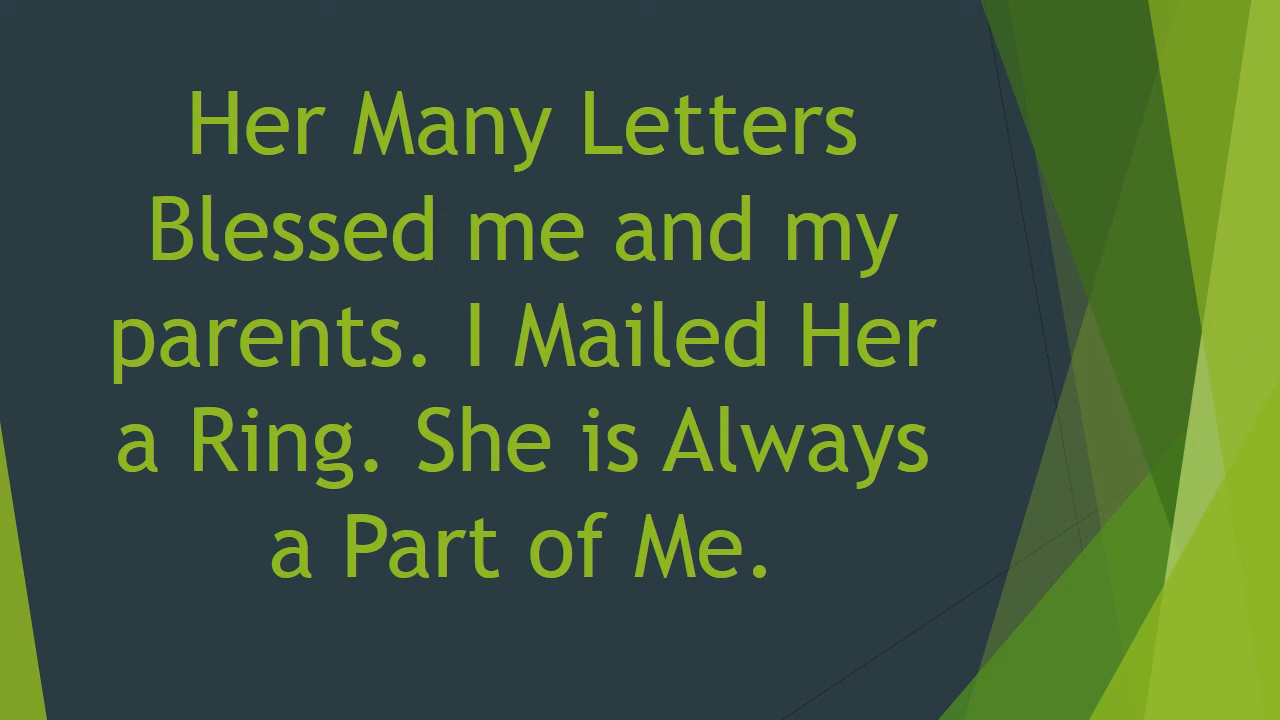 Her Many Letters
Blessed me and my
parents. I Mailed Her
a Ring. She is Always
a Part of Me.